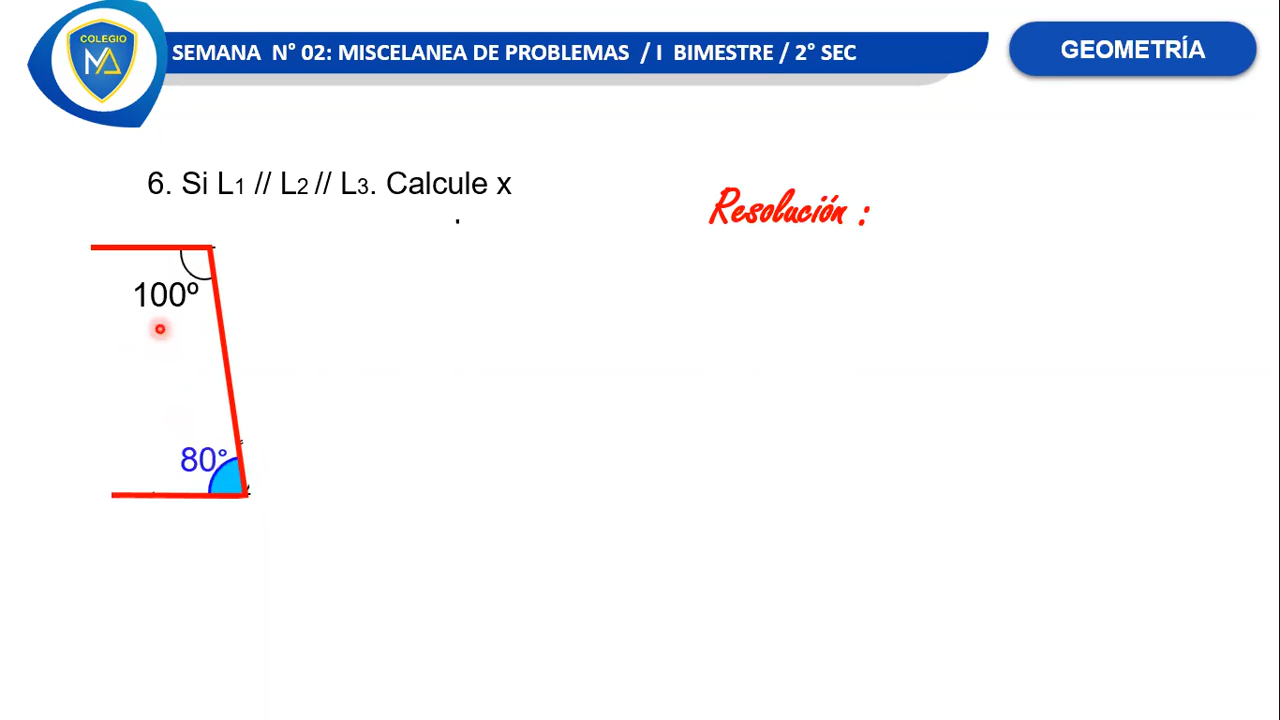 COLEGIO
SEMANA N° 02: MISCELANEA DE PROBLEMAS / I BIMESTRE / 2° SEC
GEOMETRÍA
6. Si L1 // L2 // L3. Calcule x
Resolución :
100º
80°